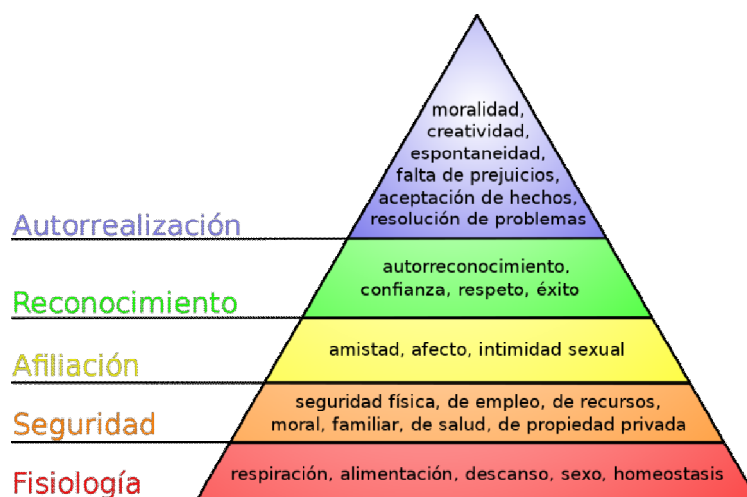 moralidad,
creatividad,
espontaneidad,
falta de prejuicios,
aceptación de hechos,
resolución de problemas
Autorrealización
autorreconocimiento.
confianza, respeto, éxito
Reconocimiento
amistad, afecto, intimidad sexual
Afiliación
seguridad física, de empleo, de recursos,
moral, familiar, de salud, de propiedad privada
Seguridad
respiración, alimentación, descanso, sexo, homeostasis
Fisiología